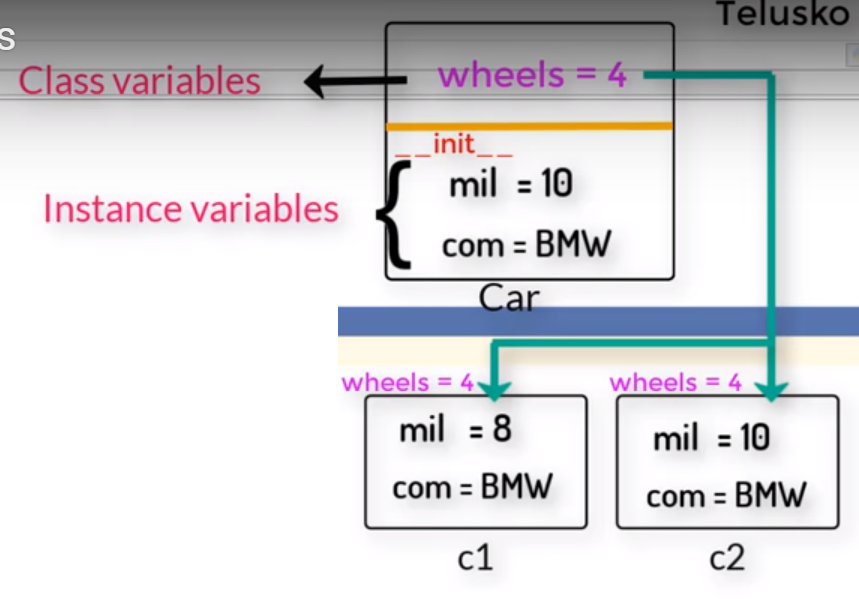 Telusko
s
Class variables
wheels = 4
__init__
mil = 10
Instance variables
com = BMW
Car
wheels = 4
wheels = 4
mil = 8
mil = 10
com = BMW
com = BMW
c1
c2